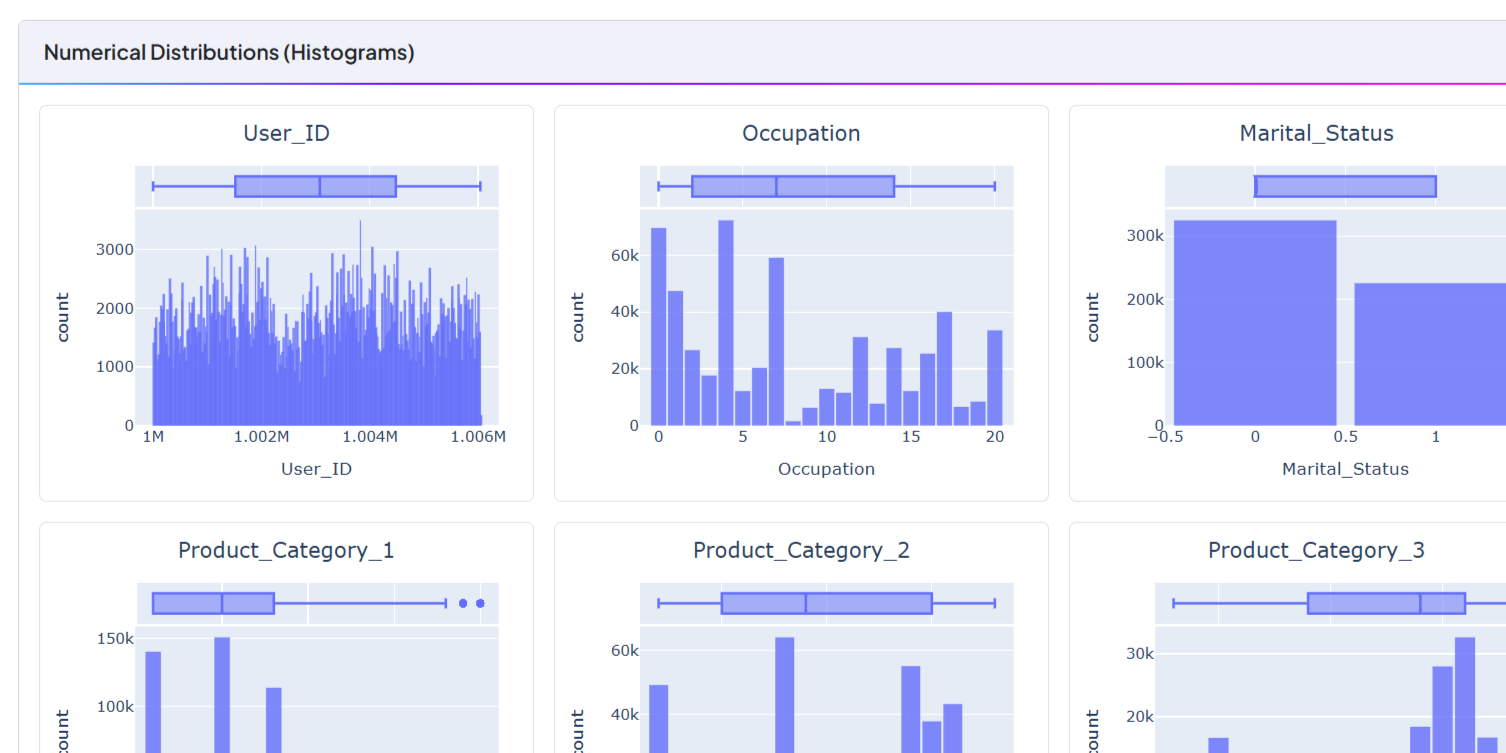 Numerical Distributions (Histograms)
User_ID
3000
2000
1000
0
count
1M
1.002M
1.004M
1.006M
User_ID
Occupation
60k
40k
20k
0
count
0
5
10
15
20
Occupation
Marital_Status
300k
200k
100k
0
count
−0.5
0
0.5
1
Marital_Status
Product_Category_1
150k
100k
count
Product_Category_2
60k
40k
count
Product_Category_3
30k
20k
count